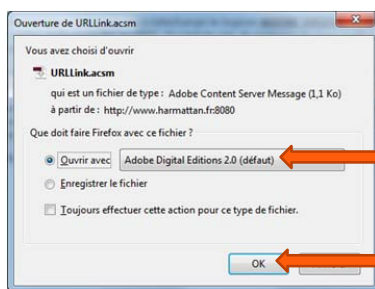 Ouverture de URLLink.acsm
Vous avez choisi d'ouvrir
URLLink.acsm
qui est un fichier de type : Adobe Content Server Message (1,1 Ko)
à partir de : http://www.harmattan.fr:8080
Que doit faire Firefox avec ce fichier ?
Ouvrir avec Adobe Digital Editions 2.0 (défaut)
Enregistrer le fichier
Toujours effectuer cette action pour ce type de fichier.
OK